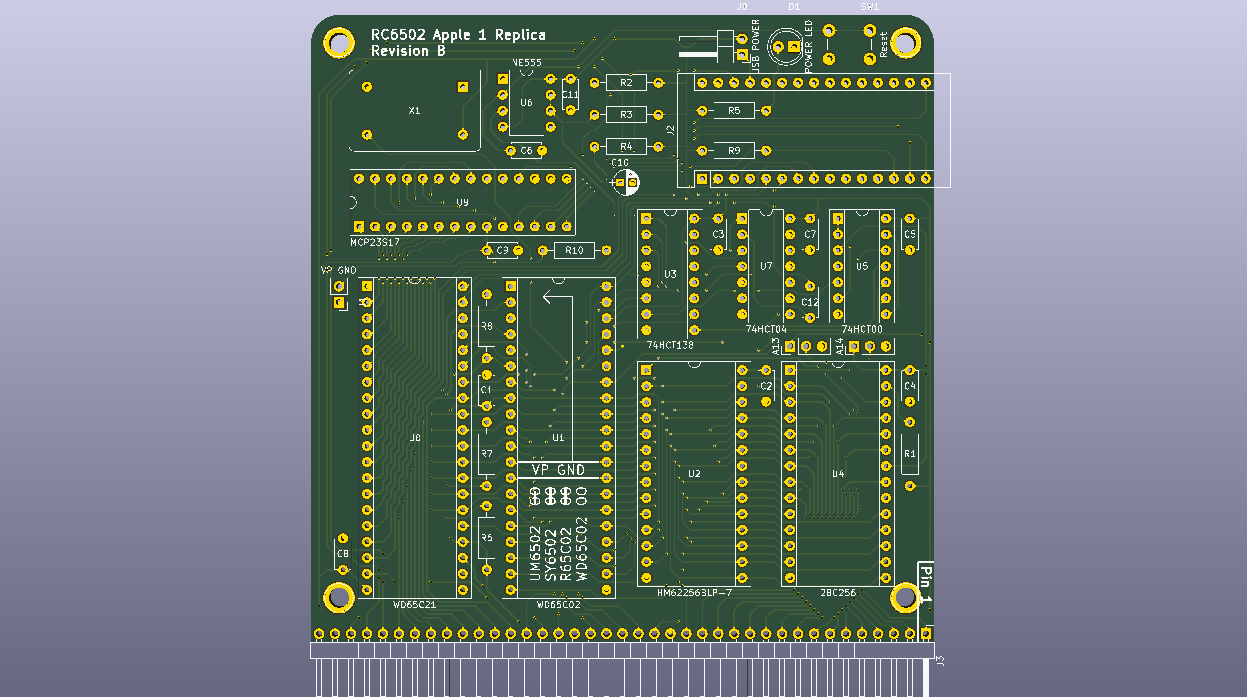 J6 D1 SW1
RC6502 Apple 1 Replica
Revision B
USB POWER
POWER LED
Reset
NE555
U6
C11
R2
X1
R3
R5
J2
C6
R4
R9
C10
U9
MCP23S17
C9
R10
U3
C3
U7
C7
U5
C5
C12
VP GND
74HCT138
74HCT04
74HCT00
A13
A14
R8
C1
C2
C4
U1
U2
U4
R7
R1
VP GND
UM6502
SY6502
R65C02
WD65C02
R6
C8
Pin 1
WD65C21
WD65C02
HM62256BLP-7
28C256
J3